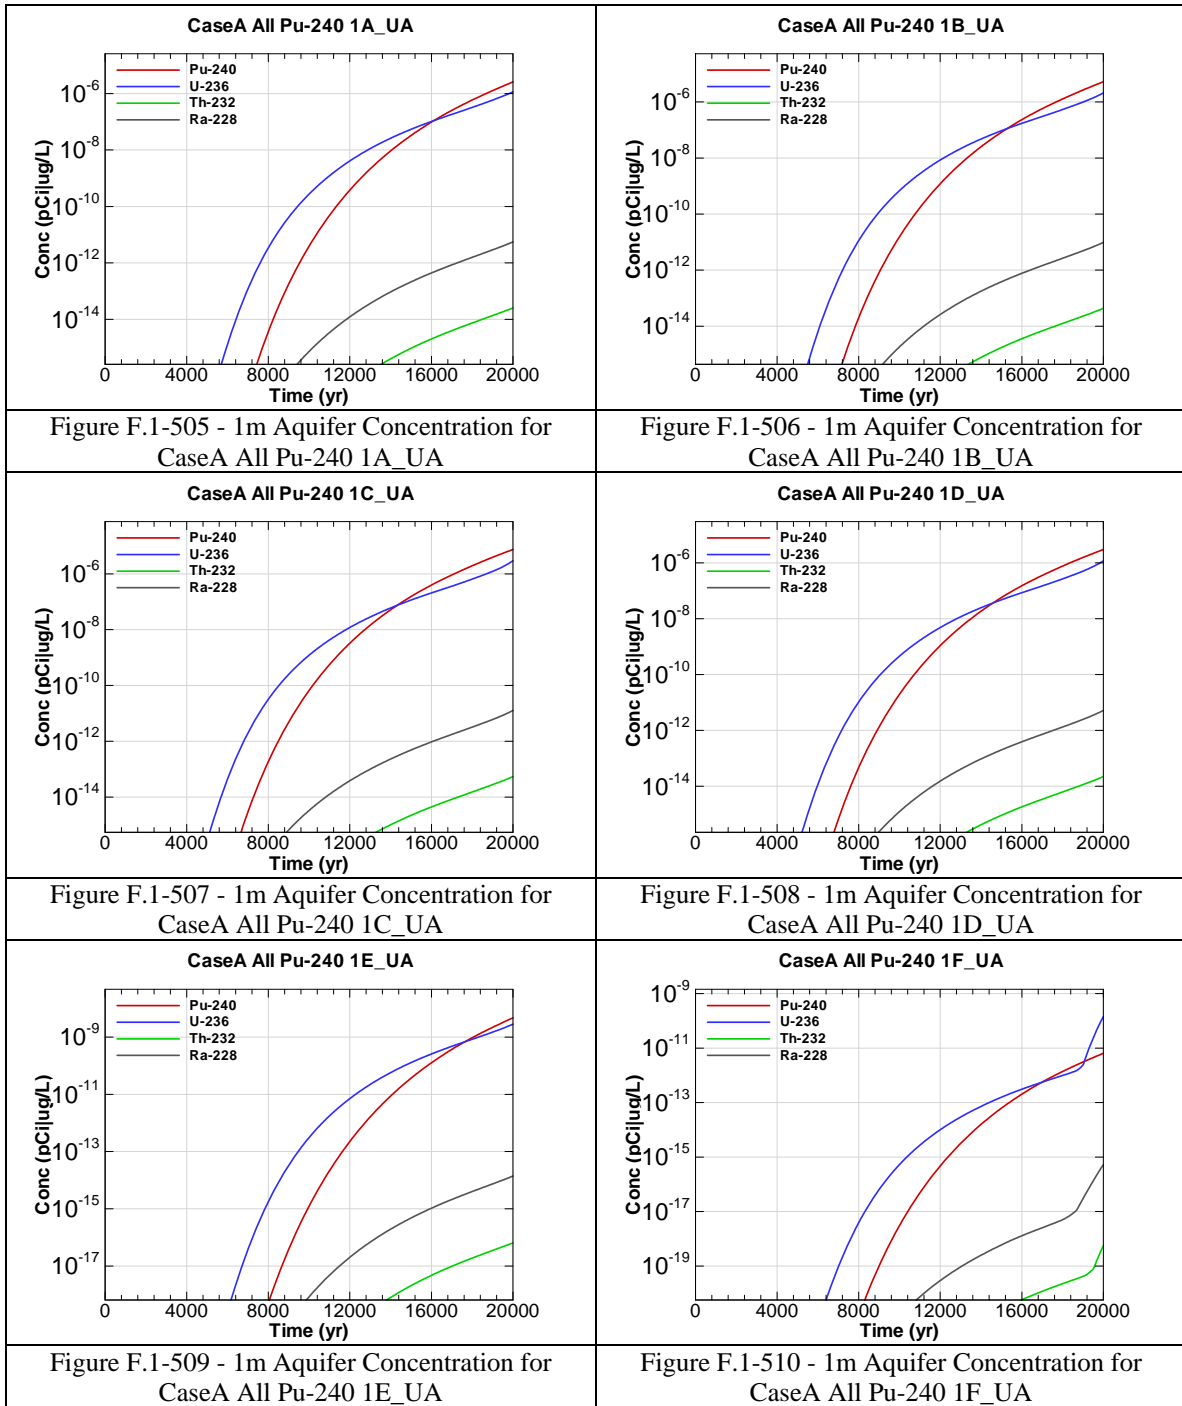 CaseA All Pu-240 1A_UA
Pu-240
U-236
Th-232
Ra-228
Conc (pCi|ug/L)
10^-6
10^-8
10^-10
10^-12
10^-14
0 4000 8000 12000 16000 20000
Time (yr)
Figure F.1-505 - 1m Aquifer Concentration for
CaseA All Pu-240 1A_UA
CaseA All Pu-240 1B_UA
Pu-240
U-236
Th-232
Ra-228
Conc (pCi|ug/L)
10^-6
10^-8
10^-10
10^-12
10^-14
0 4000 8000 12000 16000 20000
Time (yr)
Figure F.1-506 - 1m Aquifer Concentration for
CaseA All Pu-240 1B_UA
CaseA All Pu-240 1C_UA
Pu-240
U-236
Th-232
Ra-228
Conc (pCi|ug/L)
10^-6
10^-8
10^-10
10^-12
10^-14
0 4000 8000 12000 16000 20000
Time (yr)
Figure F.1-507 - 1m Aquifer Concentration for
CaseA All Pu-240 1C_UA
CaseA All Pu-240 1D_UA
Pu-240
U-236
Th-232
Ra-228
Conc (pCi|ug/L)
10^-6
10^-8
10^-10
10^-12
10^-14
0 4000 8000 12000 16000 20000
Time (yr)
Figure F.1-508 - 1m Aquifer Concentration for
CaseA All Pu-240 1D_UA
CaseA All Pu-240 1E_UA
Pu-240
U-236
Th-232
Ra-228
Conc (pCi|ug/L)
10^-9
10^-11
10^-13
10^-15
10^-17
0 4000 8000 12000 16000 20000
Time (yr)
Figure F.1-509 - 1m Aquifer Concentration for
CaseA All Pu-240 1E_UA
CaseA All Pu-240 1F_UA
Pu-240
U-236
Th-232
Ra-228
Conc (pCi|ug/L)
10^-9
10^-11
10^-13
10^-15
10^-17
10^-19
0 4000 8000 12000 16000 20000
Time (yr)
Figure F.1-510 - 1m Aquifer Concentration for
CaseA All Pu-240 1F_UA